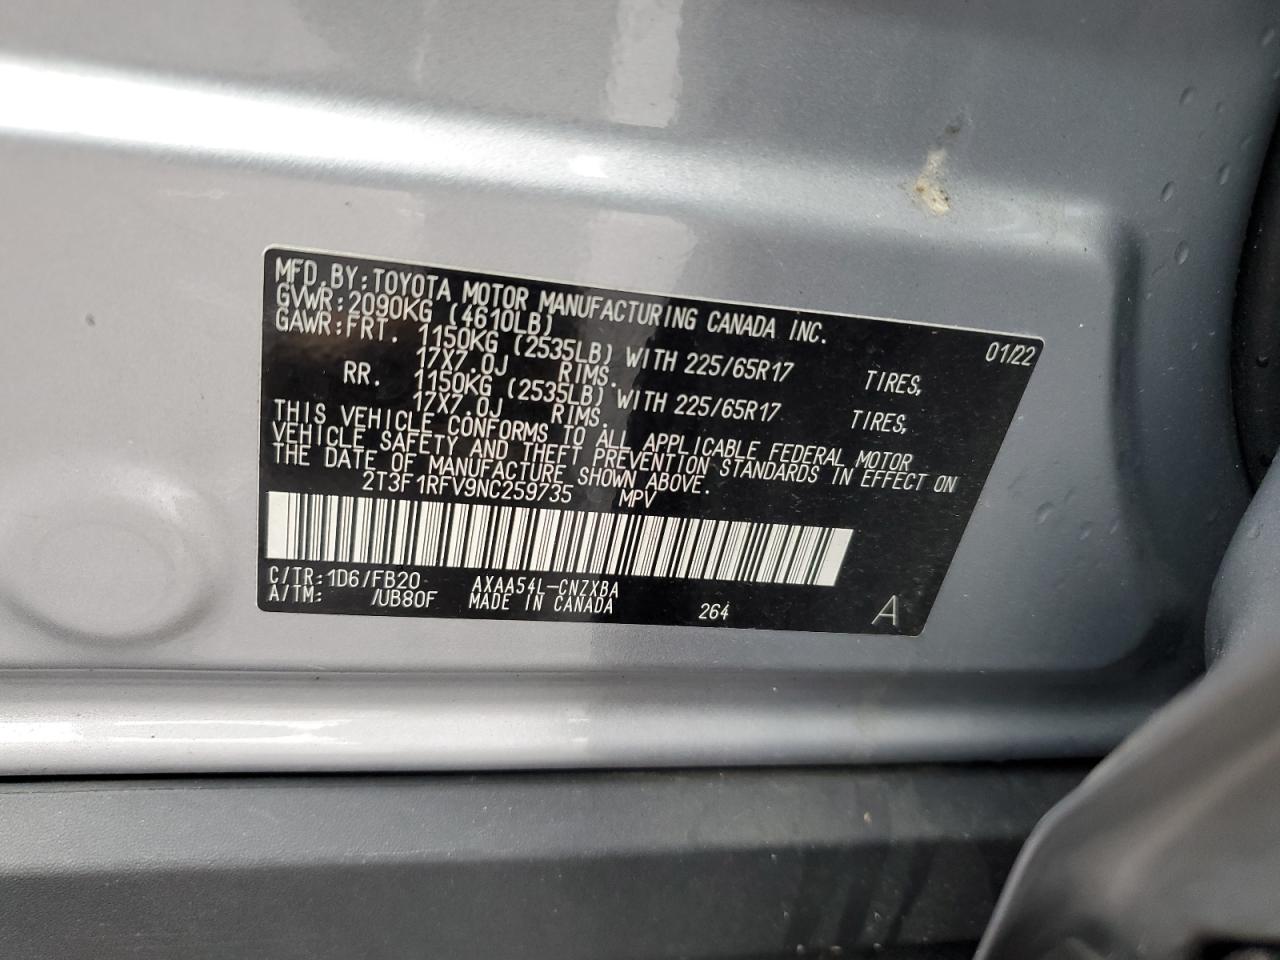 MFD. BY: TOYOTA MOTOR MANUFACTURING CANADA INC. 01/22
GVWR: 2090KG (4610LB)
GAWR: FRT. 1150KG (2535LB) WITH 225/65R17 TIRES,
17X7.0J RIMS.
RR. 1150KG (2535LB) WITH 225/65R17 TIRES,
17X7.0J RIMS.
THIS VEHICLE CONFORMS TO ALL APPLICABLE FEDERAL MOTOR
VEHICLE SAFETY AND THEFT PREVENTION STANDARDS IN EFFECT ON
THE DATE OF MANUFACTURE SHOWN ABOVE.
2T3F1RFV9NC259735 MPV
C/TR: 1D6/FB20 AXAA54L-CNZXBA
A/TM: /UB80F MADE IN CANADA 264 A